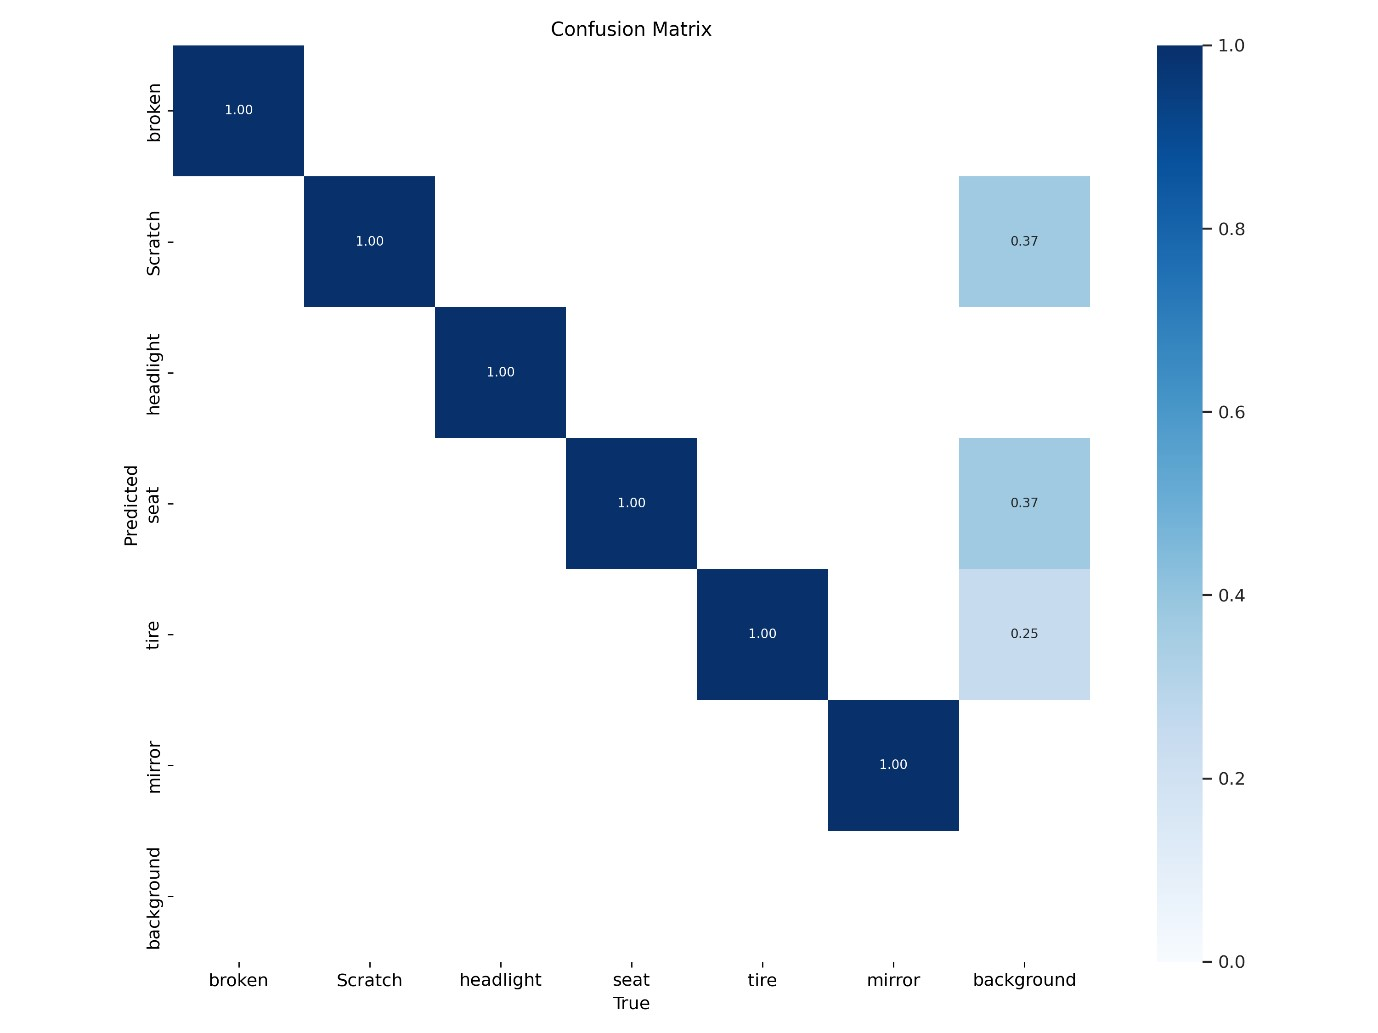 Confusion Matrix
broken
1.00
Scratch
1.00
0.37
headlight
1.00
Predicted
seat
1.00
0.37
tire
1.00
0.25
mirror
1.00
background
broken Scratch headlight seat tire mirror background
True
1.0
0.8
0.6
0.4
0.2
0.0